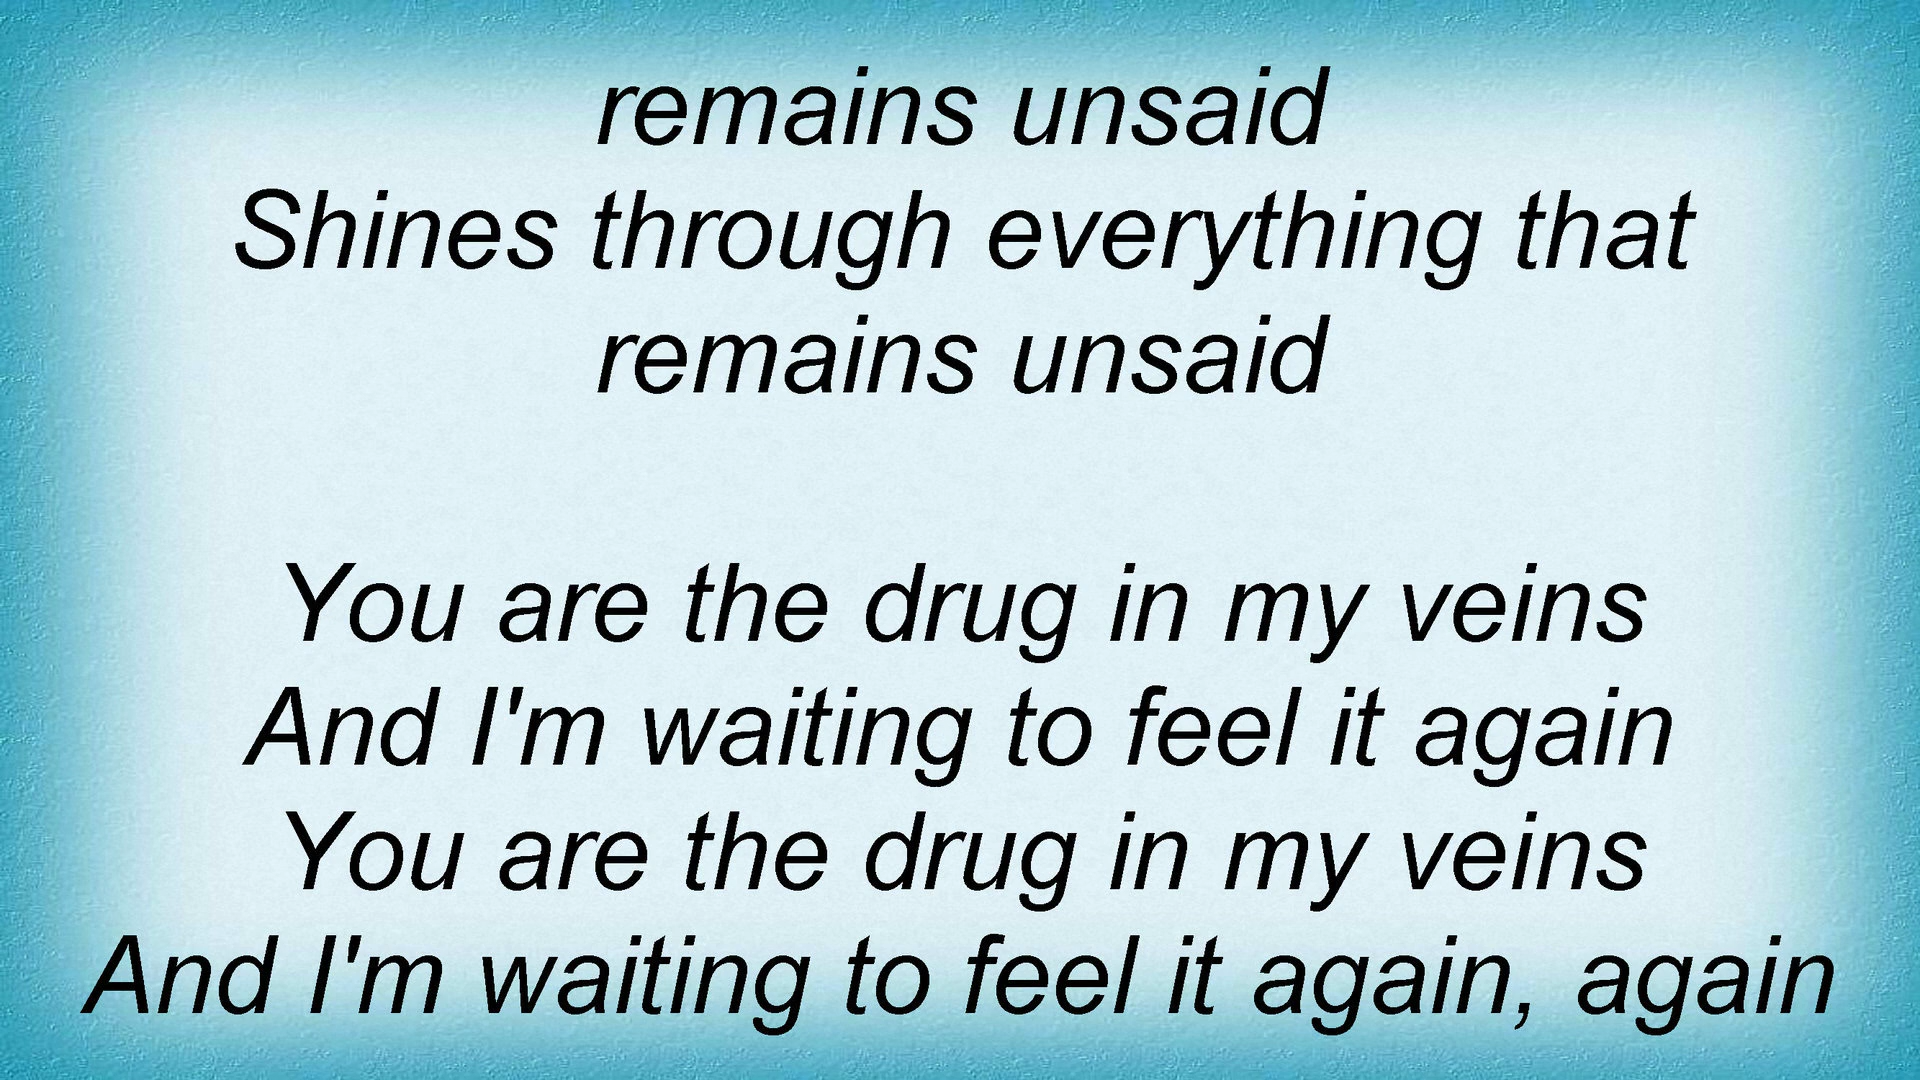 remains unsaid
Shines through everything that
remains unsaid
You are the drug in my veins
And I'm waiting to feel it again
You are the drug in my veins
And I'm waiting to feel it again, again